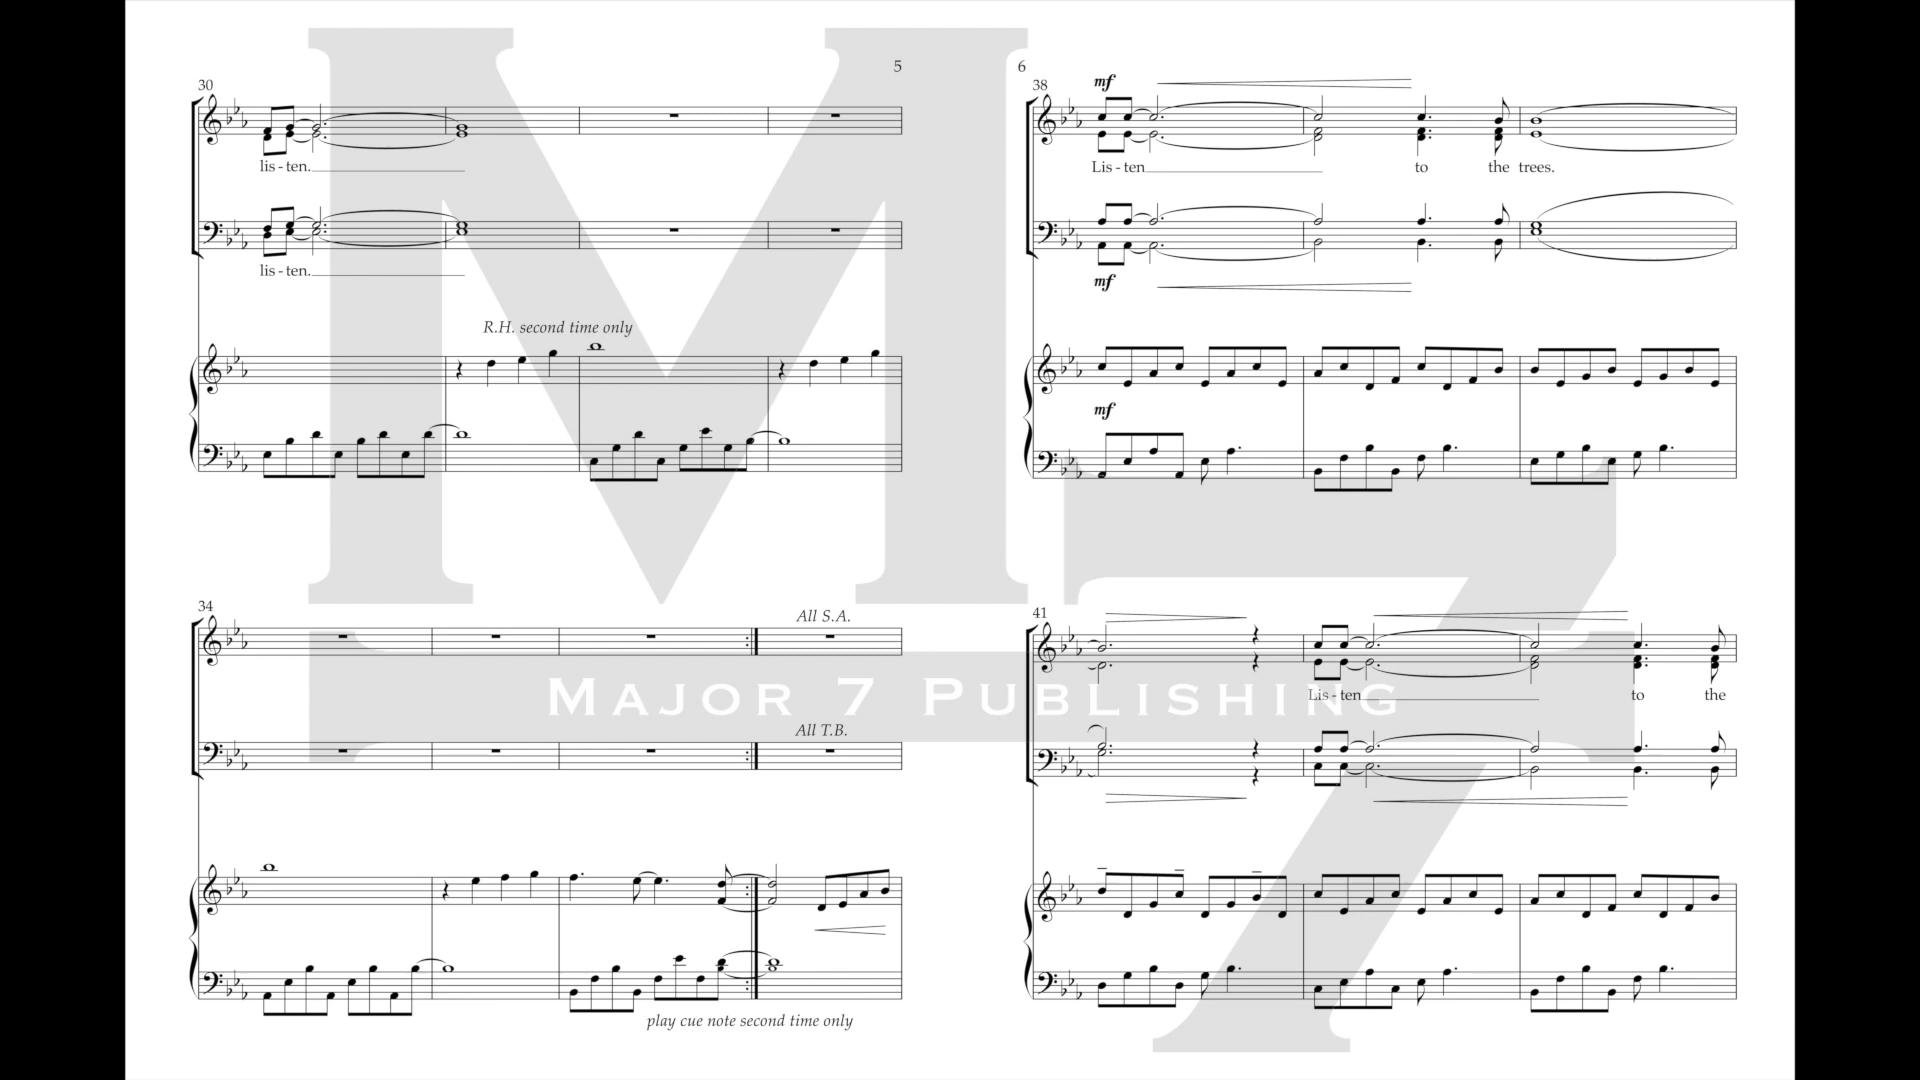 5
30
lis - ten.
lis - ten.
R.H. second time only
34
All S.A.
All T.B.
play cue note second time only
6
38
mf
Lis - ten to the trees.
mf
mf
41
Lis - ten to the
M7
MAJOR 7 PUBLISHING